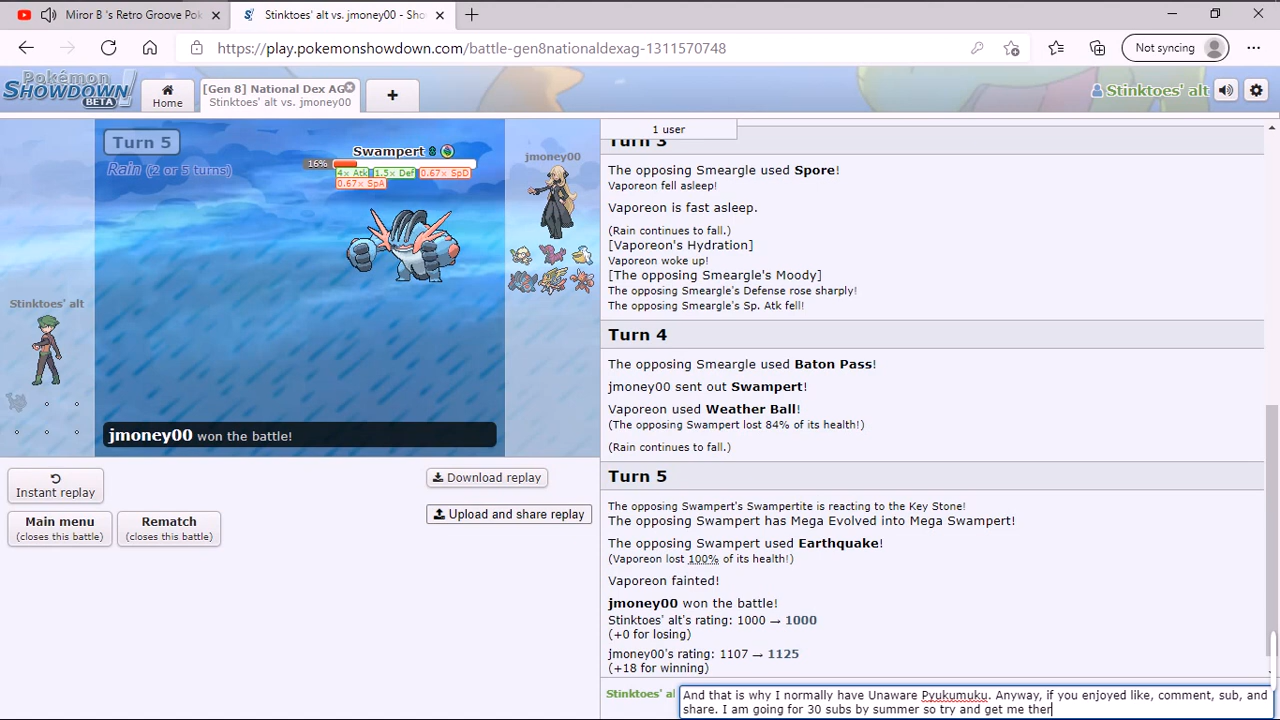 Miror B 's Retro Groove Pok
Stinktoes' alt vs. jmoney00 - Sho
https://play.pokemonshowdown.com/battle-gen8nationaldexag-1311570748
Not syncing
Pokémon
SHOWDOWN
BETA
Home
[Gen 8] National Dex AG
Stinktoes' alt vs. jmoney00
Stinktoes' alt
Turn 5
Rain (2 or 5 turns)
Swampert
16%
4× Atk 1.5× Def 0.67× SpD
0.67× SpA
jmoney00
Stinktoes' alt
jmoney00 won the battle!
Instant replay
Download replay
Upload and share replay
Main menu
(closes this battle)
Rematch
(closes this battle)
1 user
Turn 3
The opposing Smeargle used Spore!
Vaporeon fell asleep!
Vaporeon is fast asleep.
(Rain continues to fall.)
[Vaporeon's Hydration]
Vaporeon woke up!
[The opposing Smeargle's Moody]
The opposing Smeargle's Defense rose sharply!
The opposing Smeargle's Sp. Atk fell!
Turn 4
The opposing Smeargle used Baton Pass!
jmoney00 sent out Swampert!
Vaporeon used Weather Ball!
(The opposing Swampert lost 84% of its health!)
(Rain continues to fall.)
Turn 5
The opposing Swampert's Swampertite is reacting to the Key Stone!
The opposing Swampert has Mega Evolved into Mega Swampert!
The opposing Swampert used Earthquake!
(Vaporeon lost 100% of its health!)
Vaporeon fainted!
jmoney00 won the battle!
Stinktoes' alt's rating: 1000 → 1000
(+0 for losing)
jmoney00's rating: 1107 → 1125
(+18 for winning)
Stinktoes' al
And that is why I normally have Unaware Pyukumuku. Anyway, if you enjoyed like, comment, sub, and
share. I am going for 30 subs by summer so try and get me ther